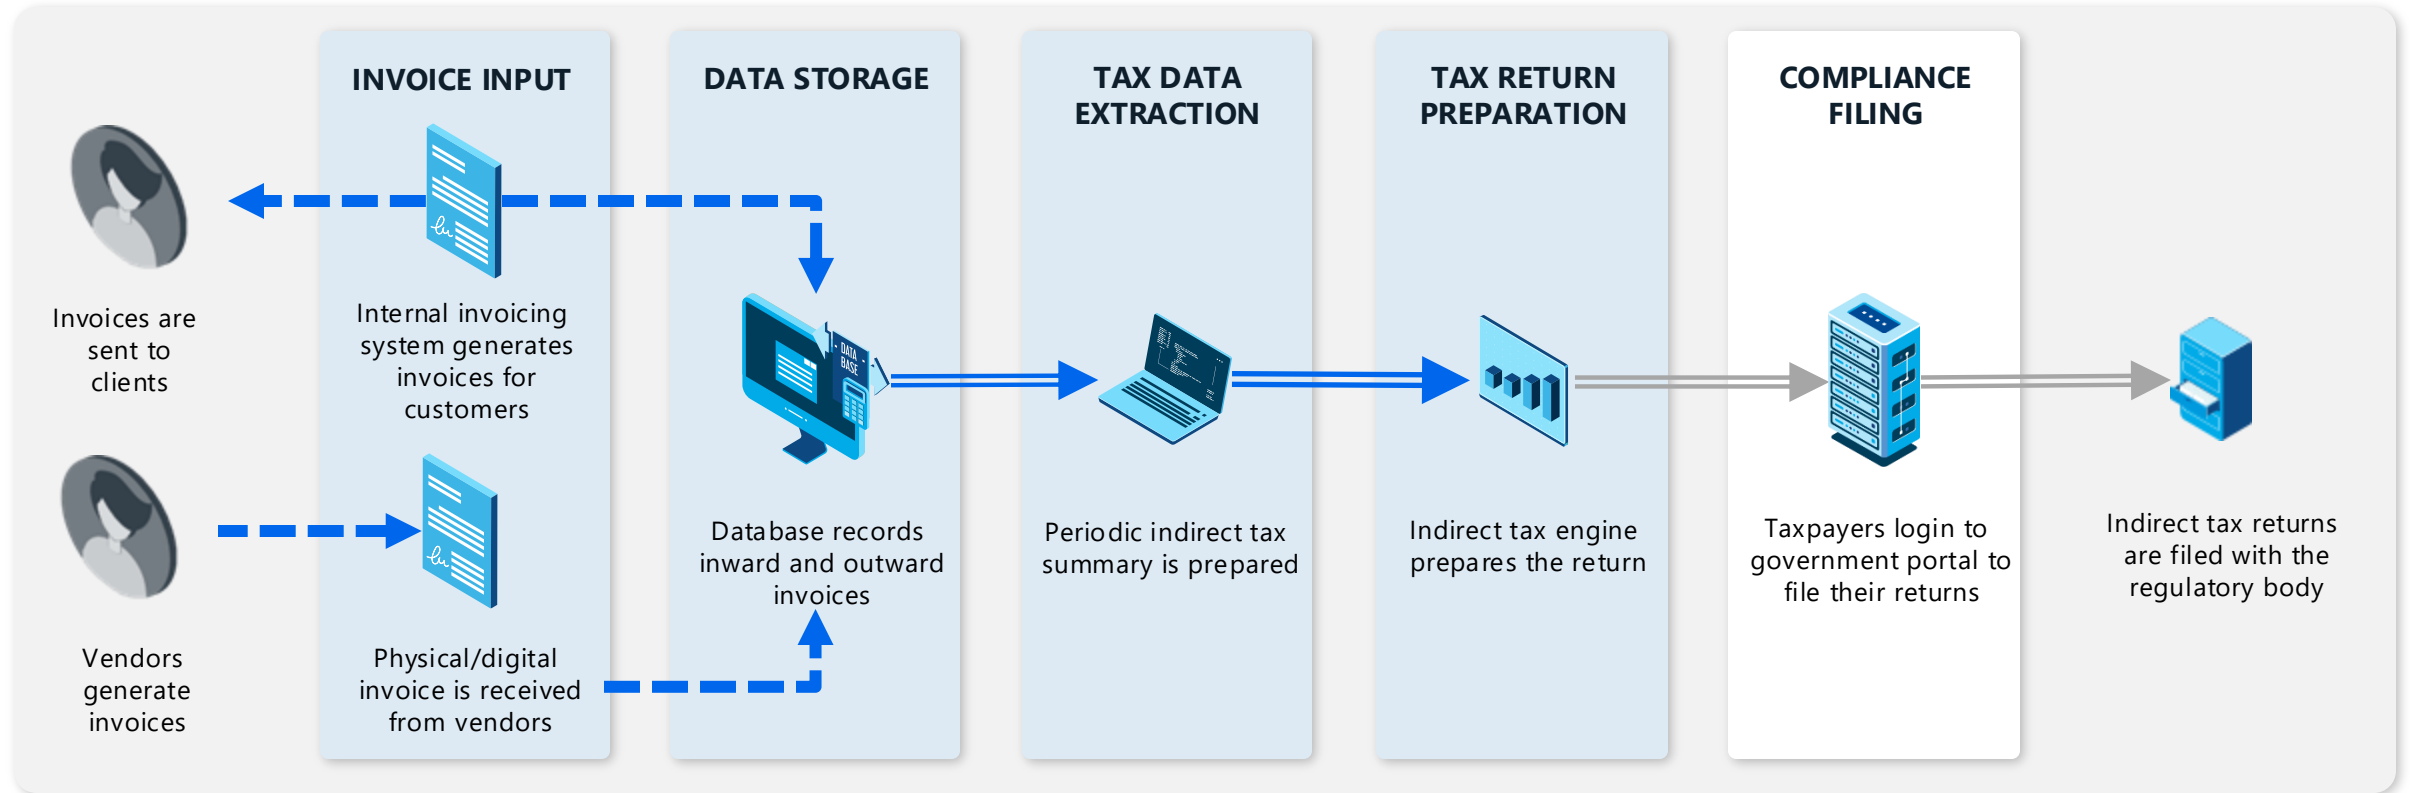 INVOICE INPUT
DATA STORAGE
TAX DATA
EXTRACTION
TAX RETURN
PREPARATION
COMPLIANCE
FILING
Invoices are
sent to
clients
Internal invoicing
system generates
invoices for
customers
DATA
BASE
Vendors
generate
invoices
Physical/digital
invoice is received
from vendors
Database records
inward and outward
invoices
Periodic indirect tax
summary is prepared
Indirect tax engine
prepares the return
Taxpayers login to
government portal to
file their returns
Indirect tax returns
are filed with the
regulatory body